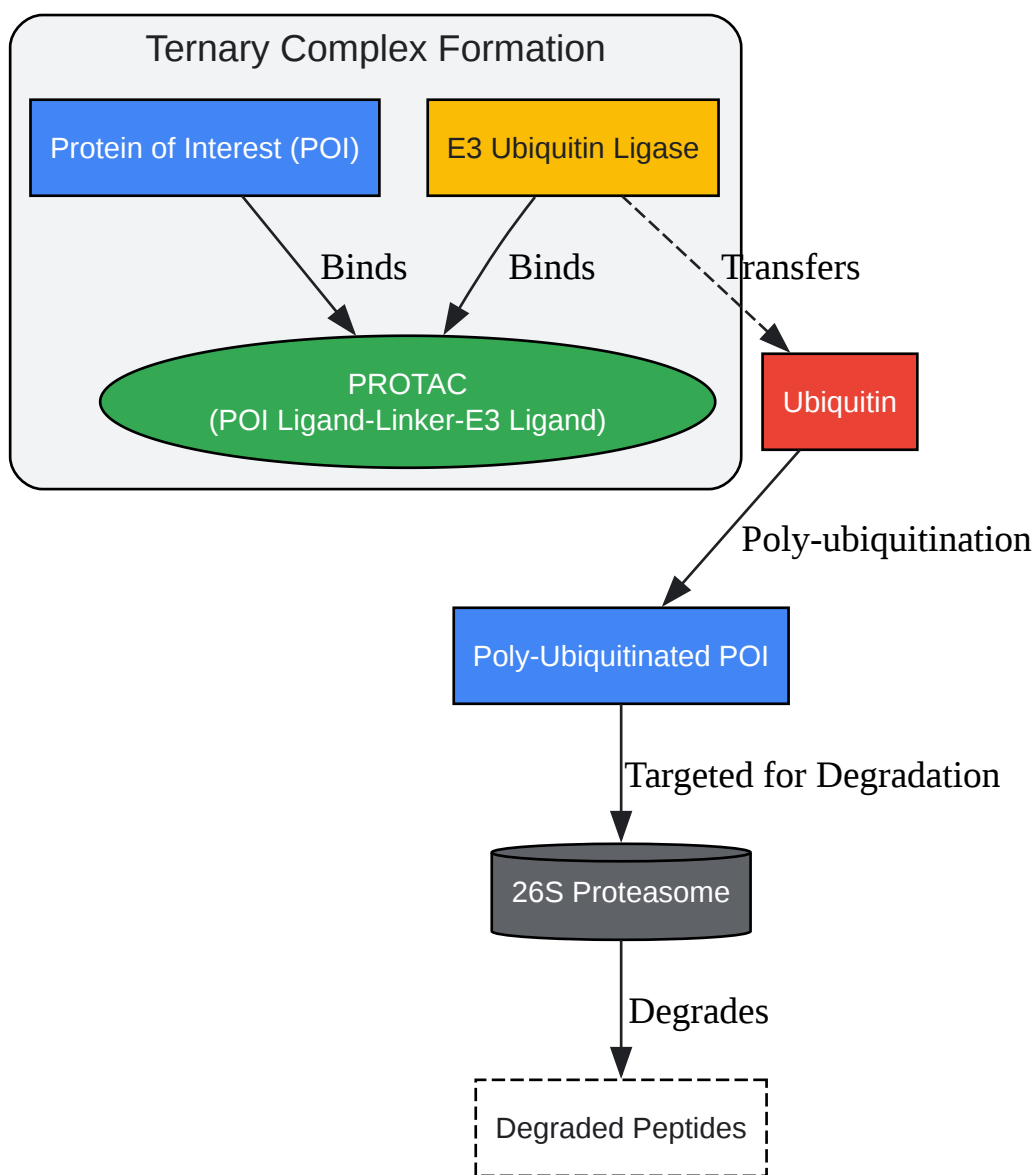 Ternary Complex Formation
Protein of Interest (POI)
E3 Ubiquitin Ligase
Binds
Binds
Transfers
PROTAC
(POI Ligand-Linker-E3 Ligand)
Ubiquitin
Poly-ubiquitination
Poly-Ubiquitinated POI
Targeted for Degradation
26S Proteasome
Degrades
Degraded Peptides